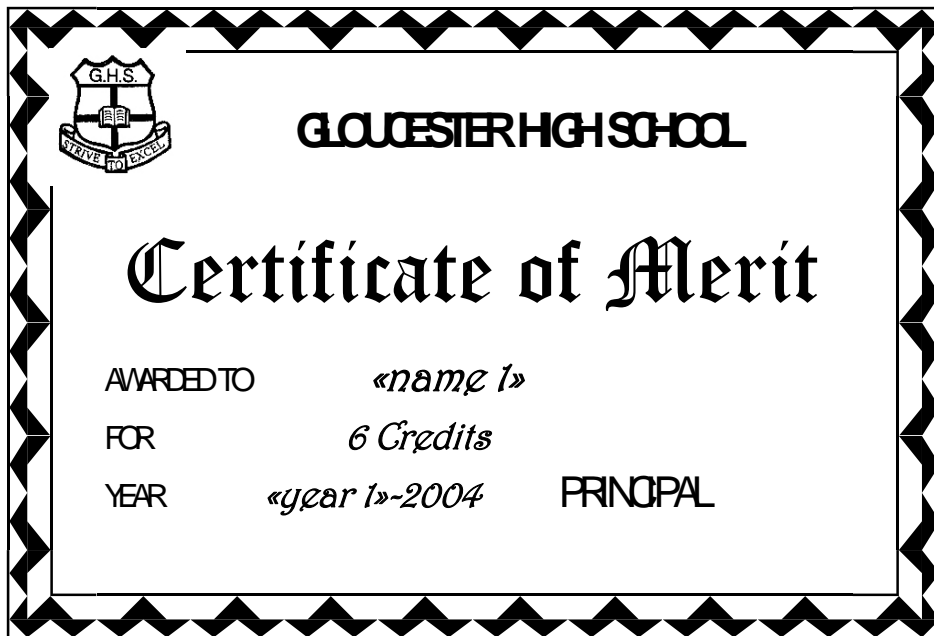 G.H.S.
STRIVE TO EXCEL
GLOUCESTER HIGH SCHOOL
Certificate of Merit
AWARDED TO «name 1»
FOR 6 Credits
YEAR «year 1»-2004 PRINCIPAL